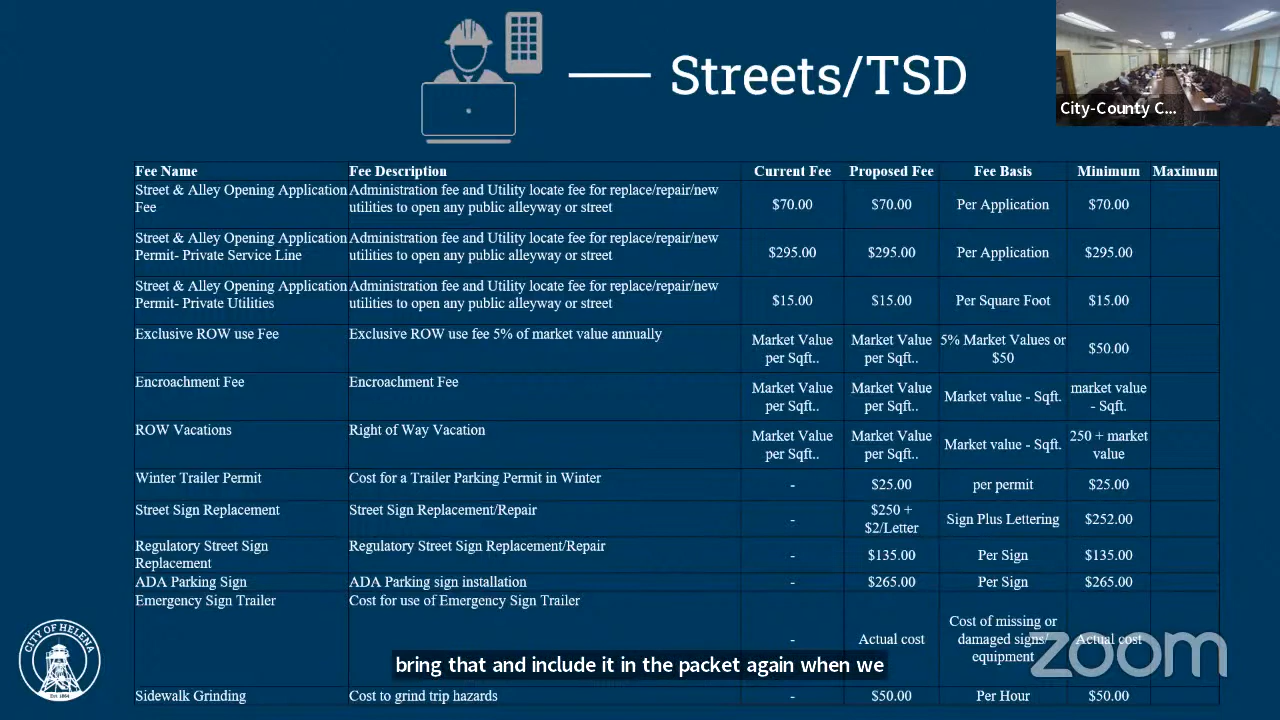 Streets/TSD
City-County C...
Fee Name Fee Description Current Fee Proposed Fee Fee Basis Minimum Maximum
Street & Alley Opening Application Administration fee and Utility locate fee for replace/repair/new
Fee utilities to open any public alleyway or street $70.00 $70.00 Per Application $70.00
Street & Alley Opening Application Administration fee and Utility locate fee for replace/repair/new
Permit- Private Service Line utilities to open any public alleyway or street $295.00 $295.00 Per Application $295.00
Street & Alley Opening Application Administration fee and Utility locate fee for replace/repair/new
Permit- Private Utilities utilities to open any public alleyway or street $15.00 $15.00 Per Square Foot $15.00
Exclusive ROW use Fee Exclusive ROW use fee 5% of market value annually Market Value Market Value 5% Market Values or $50.00
per Sqft.. per Sqft.. $50
Encroachment Fee Encroachment Fee Market Value Market Value Market value - Sqft. market value
per Sqft.. per Sqft.. - Sqft.
ROW Vacations Right of Way Vacation Market Value Market Value Market value - Sqft. 250 + market
per Sqft.. per Sqft.. value
Winter Trailer Permit Cost for a Trailer Parking Permit in Winter - $25.00 per permit $25.00
Street Sign Replacement Street Sign Replacement/Repair - $250 + Sign Plus Lettering $252.00
$2/Letter
Regulatory Street Sign Regulatory Street Sign Replacement/Repair - $135.00 Per Sign $135.00
Replacement
ADA Parking Sign ADA Parking sign installation - $265.00 Per Sign $265.00
Emergency Sign Trailer Cost for use of Emergency Sign Trailer
Cost of missing or
- Actual cost damaged signs/ Actual cost
equipment
zoom
bring that and include it in the packet again when we
Sidewalk Grinding Cost to grind trip hazards - $50.00 Per Hour $50.00
CITY OF HELENA
Est. 1864